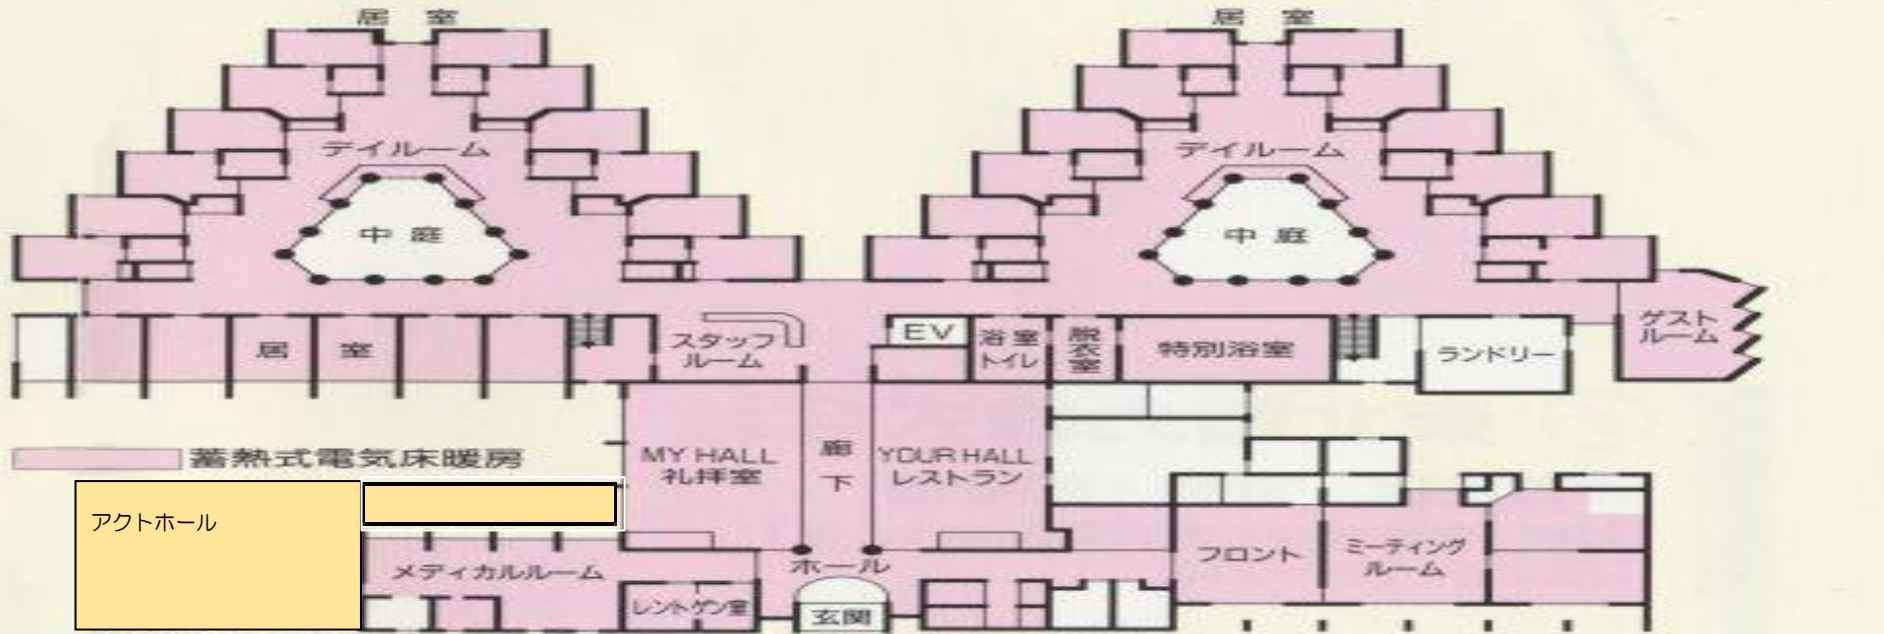 居 室
居 室
デイルーム
デイルーム
中 庭
中 庭
スタッフ
ルーム
EV
浴 室
トイレ
脱
衣
室
特別浴室
ランドリー
ゲスト
ルーム
居 室
蓄熱式電気床暖房
MY HALL
礼拝室
廊
下
YOUR HALL
レストラン
アクトホール
メディカルルーム
ホール
フロント
ミーティング
ルーム
レントゲン室
玄関